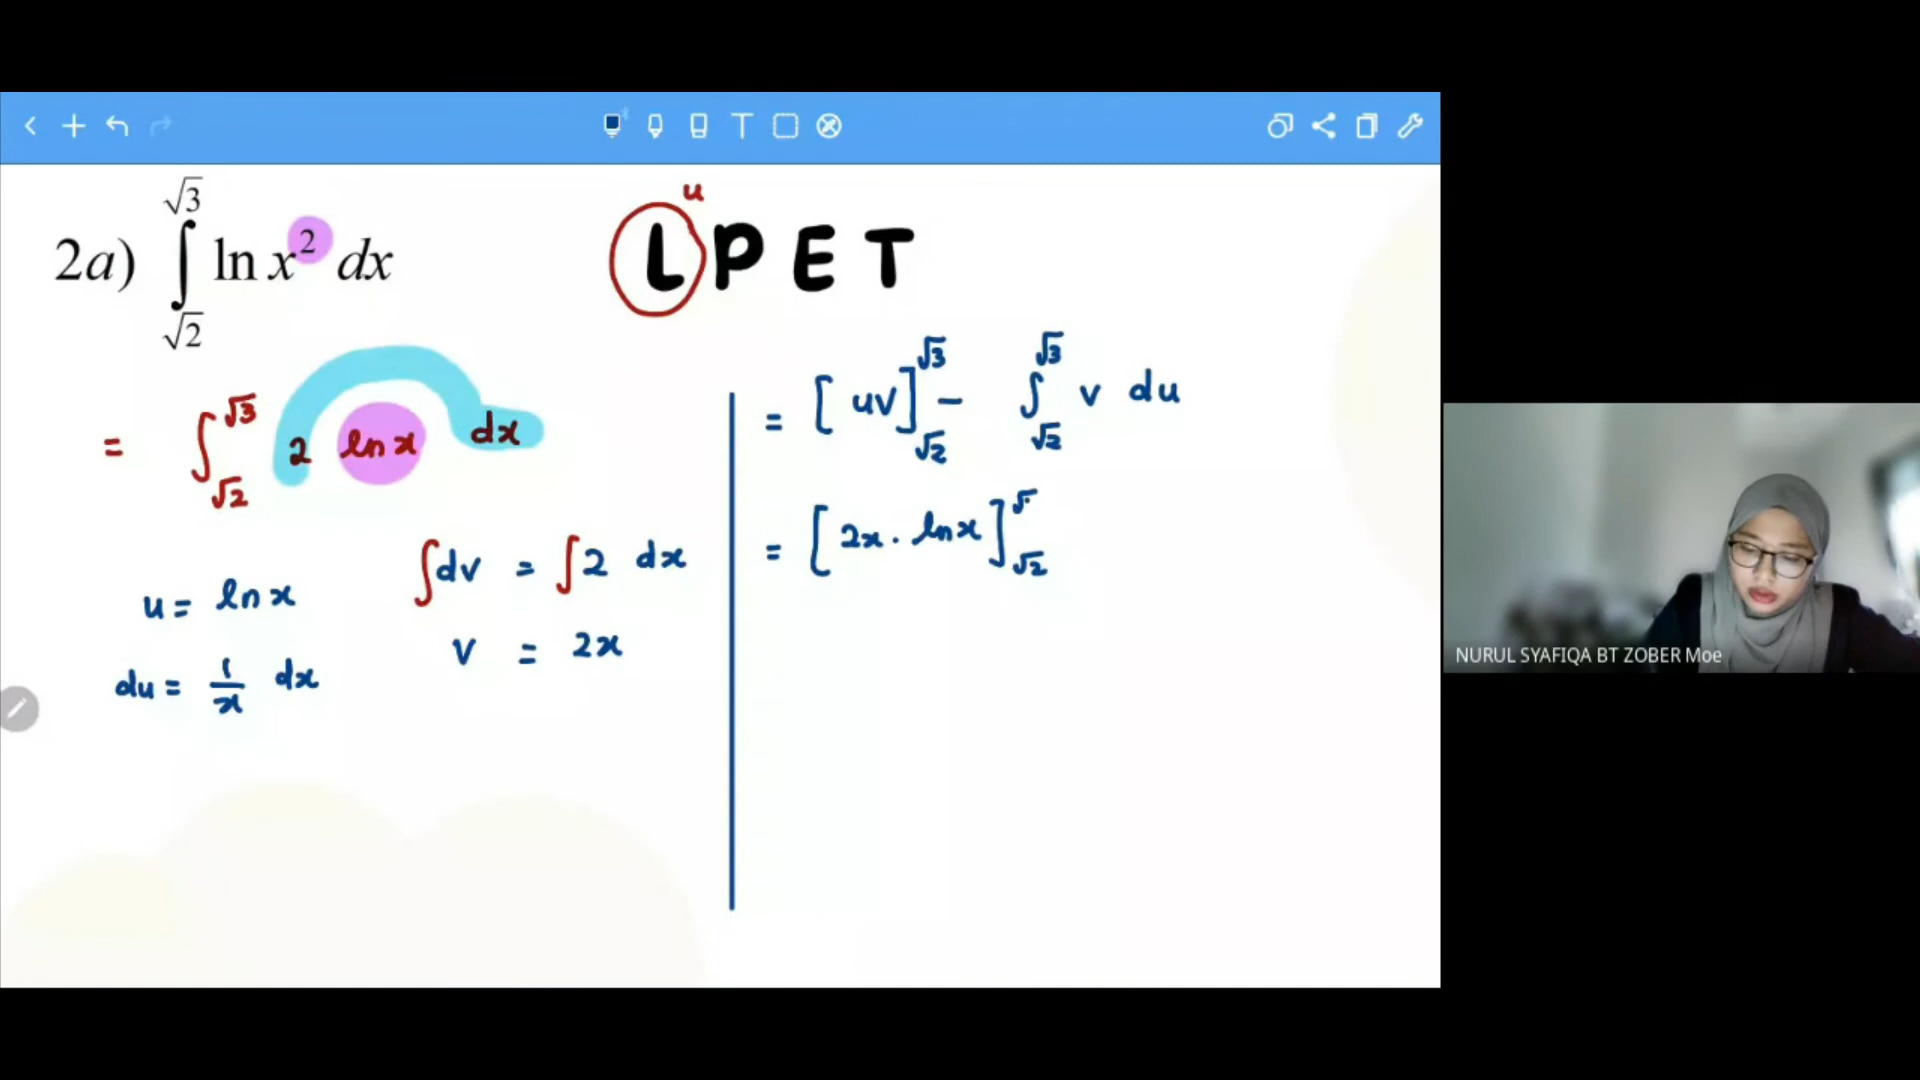 2a) ∫_{√2}^{√3} ln x² dx
u
L P E T
= ∫_{√2}^{√3} 2 ln x dx
u = ln x
du = 1/x dx
∫dv = ∫2 dx
v = 2x
= [uv]_{√2}^{√3} − ∫_{√2}^{√3} v du
= [2x · ln x]_{√2}^{√}
NURUL SYAFIQA BT ZOBER Moe